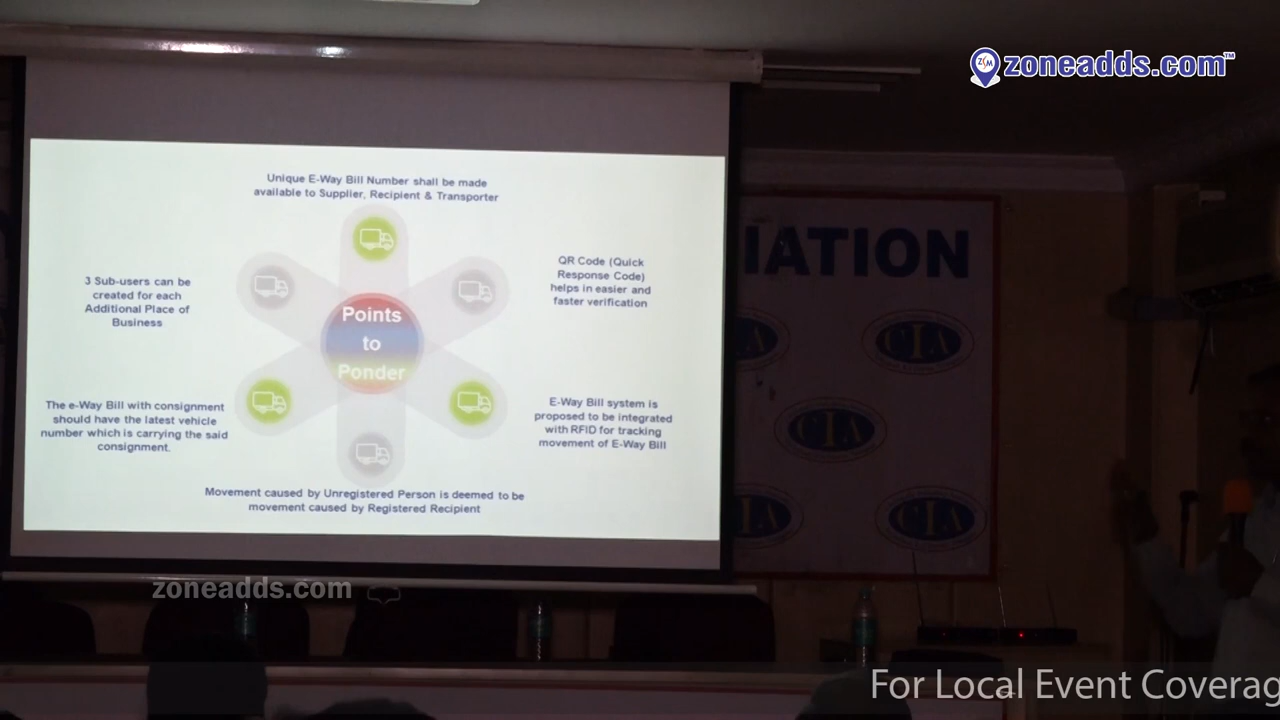 zoneadds.com™
Unique E-Way Bill Number shall be made
available to Supplier, Recipient & Transporter
QR Code (Quick
Response Code)
helps in easier and
faster verification
3 Sub-users can be
created for each
Additional Place of
Business
Points
to
Ponder
The e-Way Bill with consignment
should have the latest vehicle
number which is carrying the said
consignment.
E-Way Bill system is
proposed to be integrated
with RFID for tracking
movement of E-Way Bill
Movement caused by Unregistered Person is deemed to be
movement caused by Registered Recipient
IATION
CIA
CIA
CIA
zoneadds.com
For Local Event Coverag